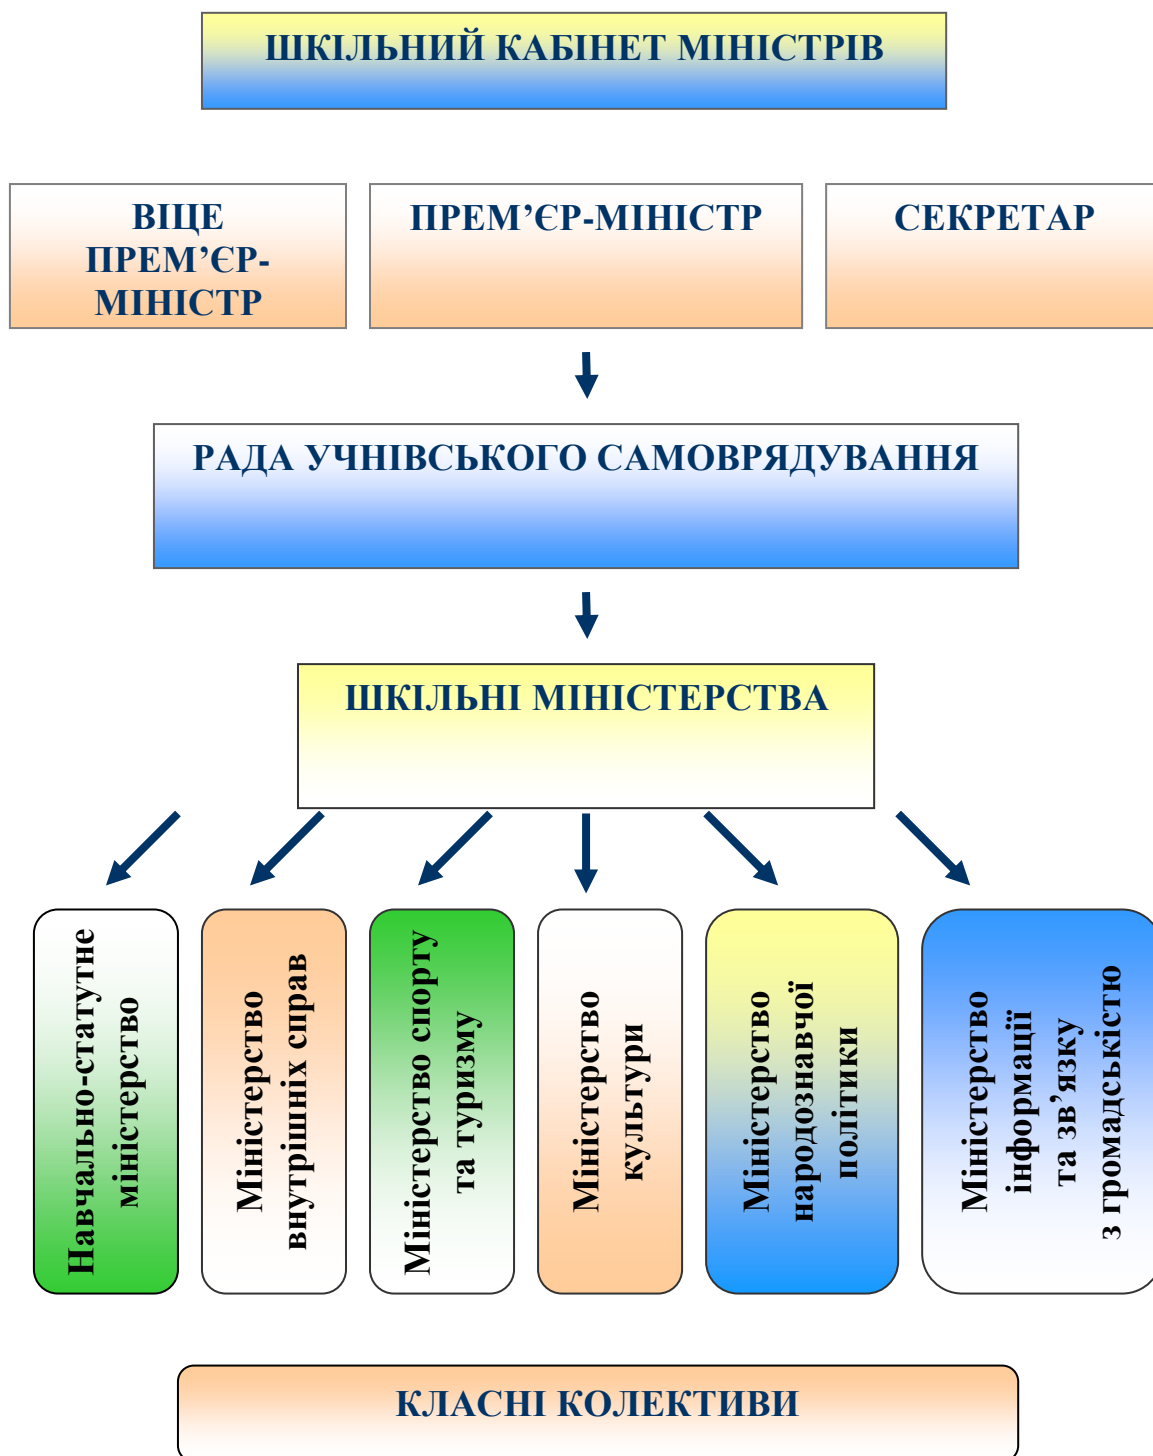 ШКІЛЬНИЙ КАБІНЕТ МІНІСТРІВ
ВІЦЕ
ПРЕМ’ЄР-
МІНІСТР
ПРЕМ’ЄР-МІНІСТР
СЕКРЕТАР
РАДА УЧНІВСЬКОГО САМОВРЯДУВАННЯ
ШКІЛЬНІ МІНІСТЕРСТВА
Навчально-статутне
міністерство
Міністерство
внутрішніх справ
Міністерство спорту
та туризму
Міністерство
культури
Міністерство
народознавчої
політики
Міністерство
інформації
та зв’язку
з громадськістю
КЛАСНІ КОЛЕКТИВИ